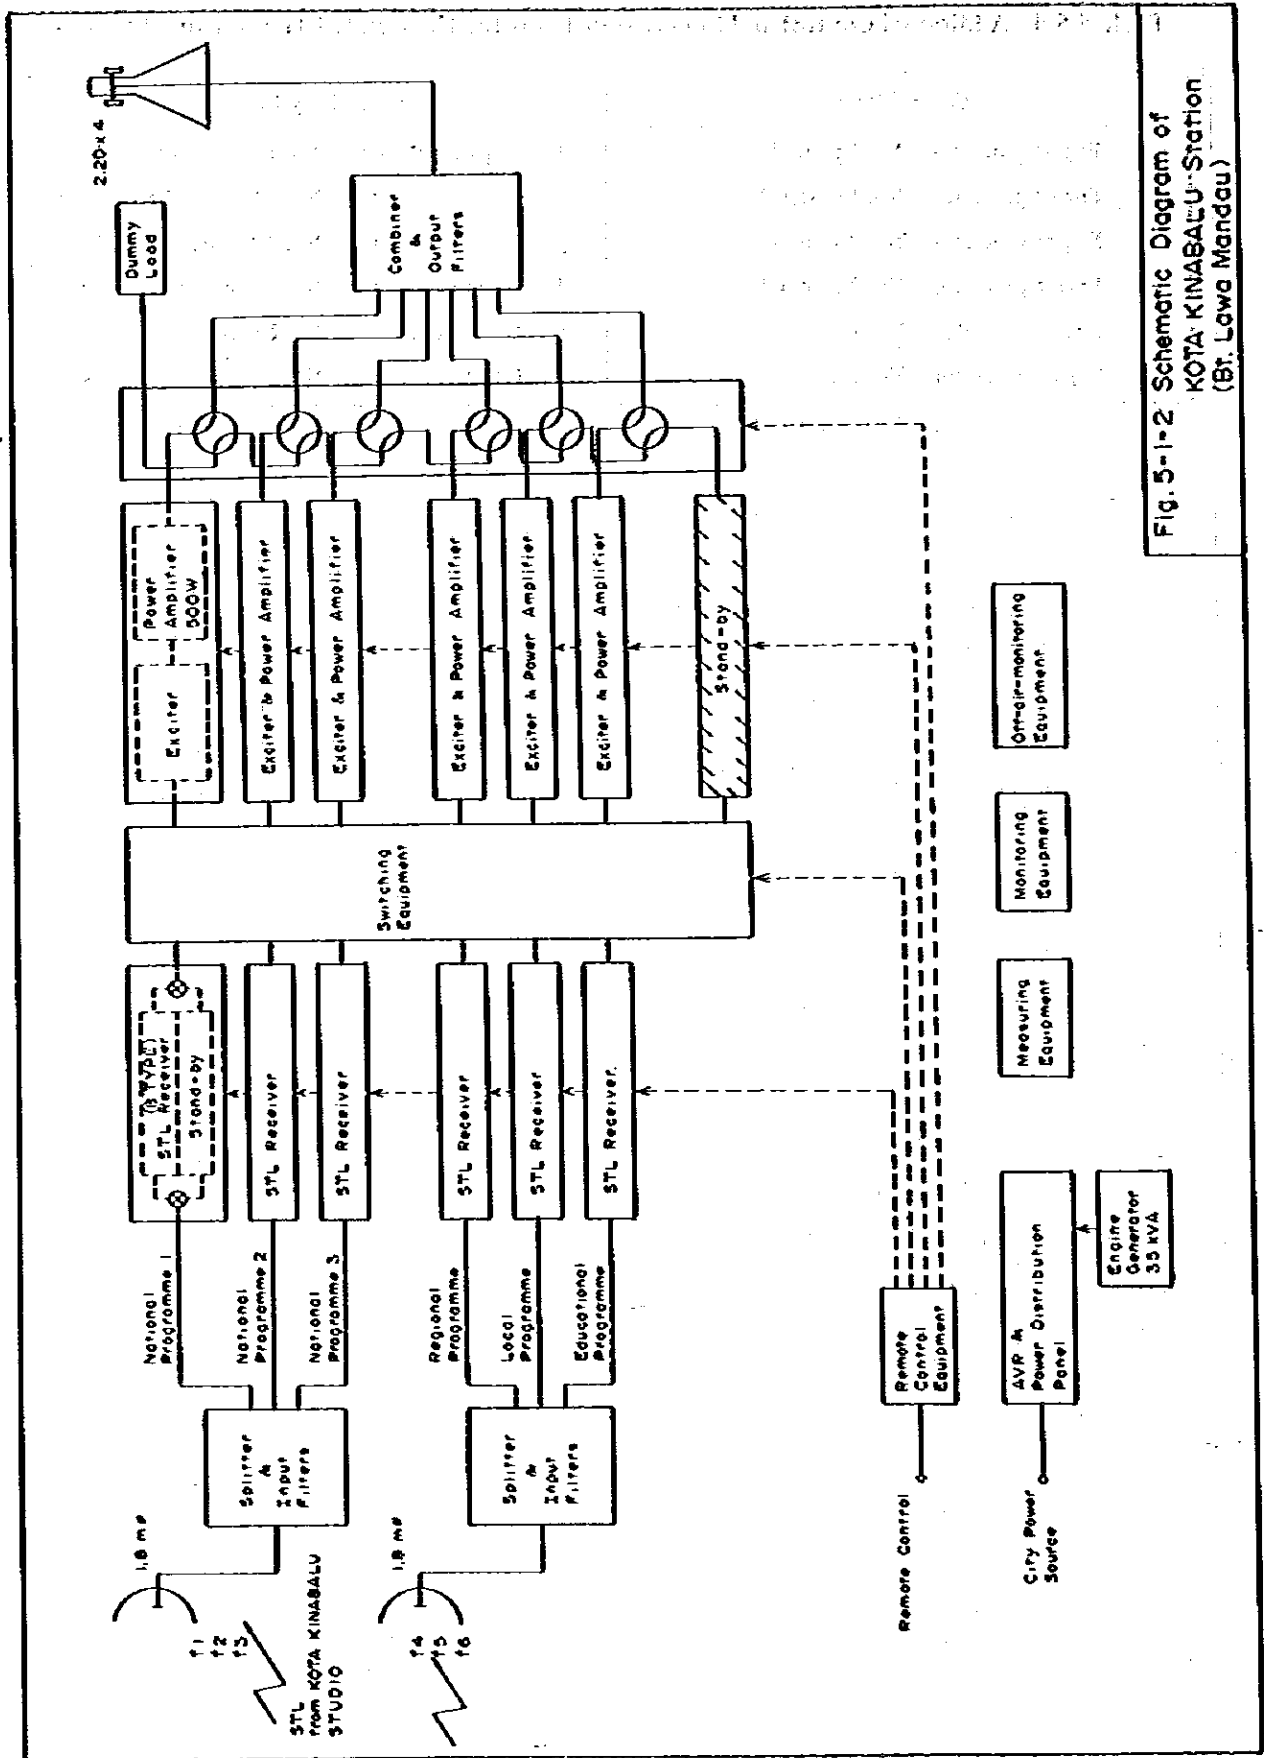 STL
from KOTA KINABALU
STUDIO
f1
f2
f3
1.8 mφ
f4
f5
f6
1.8 mφ
Splitter
&
Input
Filters
Splitter
&
Input
Filters
National
Programme 1
National
Programme 2
National
Programme 3
Regional
Programme
Local
Programme
Educational
Programme
(B TYPE)
STL Receiver
Stand-by
STL Receiver
STL Receiver
STL Receiver
STL Receiver
STL Receiver
Switching
Equipment
Exciter
Power
Amplifier
500W
Exciter & Power Amplifier
Exciter & Power Amplifier
Exciter & Power Amplifier
Exciter & Power Amplifier
Exciter & Power Amplifier
Stand-by
Dummy
Load
2.20 x 4
Combiner
&
Output
Filters
Remote Control
Remote
Control
Equipment
City Power
Source
AVR &
Power Distribution
Panel
Engine
Generator
35 KVA
Measuring
Equipment
Monitoring
Equipment
Off-air-monitoring
Equipment
Fig. 5-1-2 Schematic Diagram of
KOTA KINABALU Station
(Bt. Lawa Mandau)